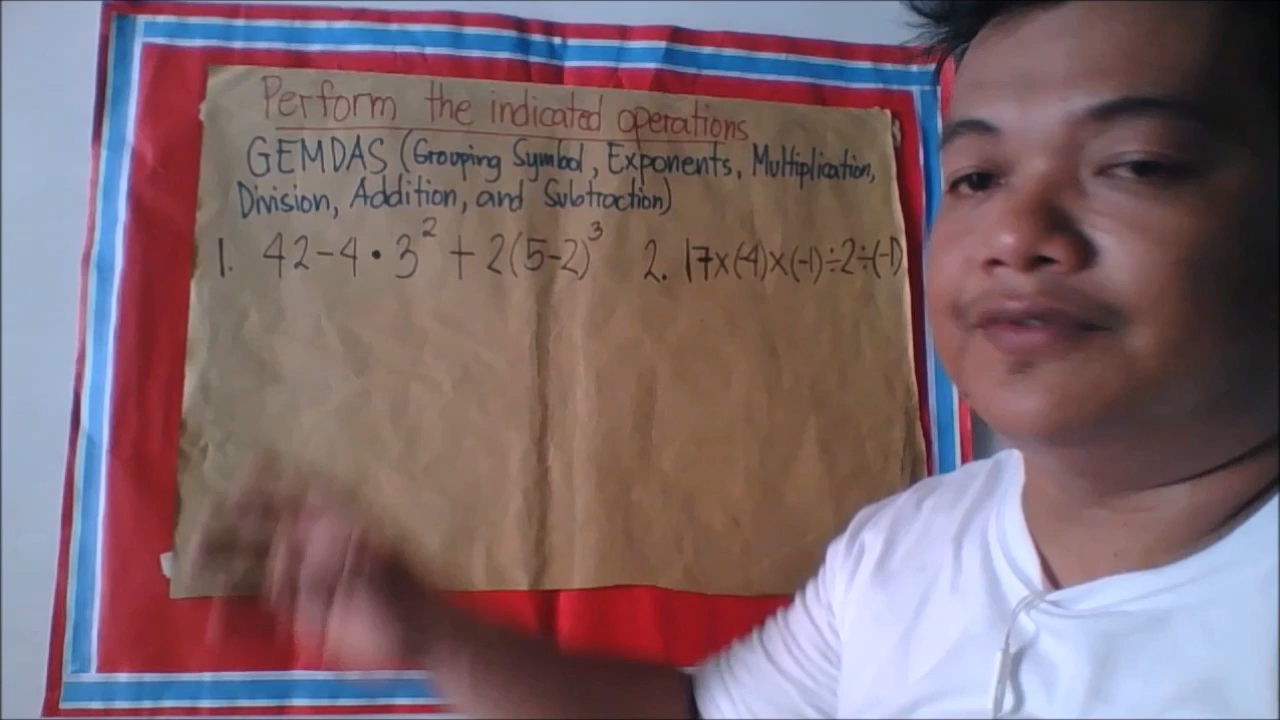 Perform the indicated operations
GEMDAS (Grouping Symbol, Exponents, Multiplication,
Division, Addition, and Subtraction)
1. 42-4•3² + 2(5-2)³ 2. 17x(-4)x(-1)÷2÷(-1)